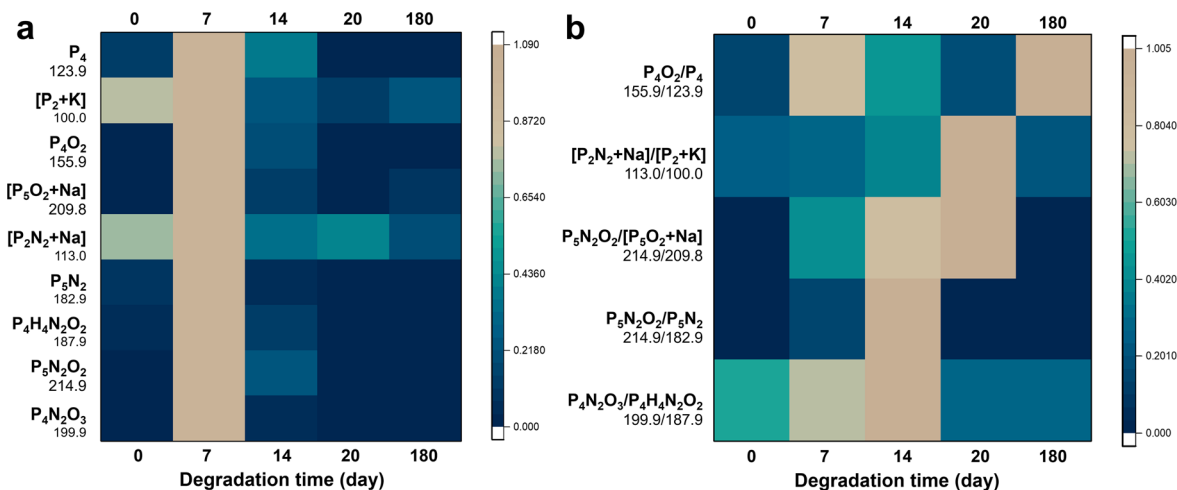 a
0 7 14 20 180
P₄
123.9
[P₂+K]
100.0
P₄O₂
155.9
[P₅O₂+Na]
209.8
[P₂N₂+Na]
113.0
P₅N₂
182.9
P₄H₄N₂O₂
187.9
P₅N₂O₂
214.9
P₄N₂O₃
199.9
0 7 14 20 180
Degradation time (day)
1.090
0.8720
0.6540
0.4360
0.2180
0.000
b
0 7 14 20 180
P₄O₂/P₄
155.9/123.9
[P₂N₂+Na]/[P₂+K]
113.0/100.0
P₅N₂O₂/[P₅O₂+Na]
214.9/209.8
P₅N₂O₂/P₅N₂
214.9/182.9
P₄N₂O₃/P₄H₄N₂O₂
199.9/187.9
0 7 14 20 180
Degradation time (day)
1.005
0.8040
0.6030
0.4020
0.2010
0.000